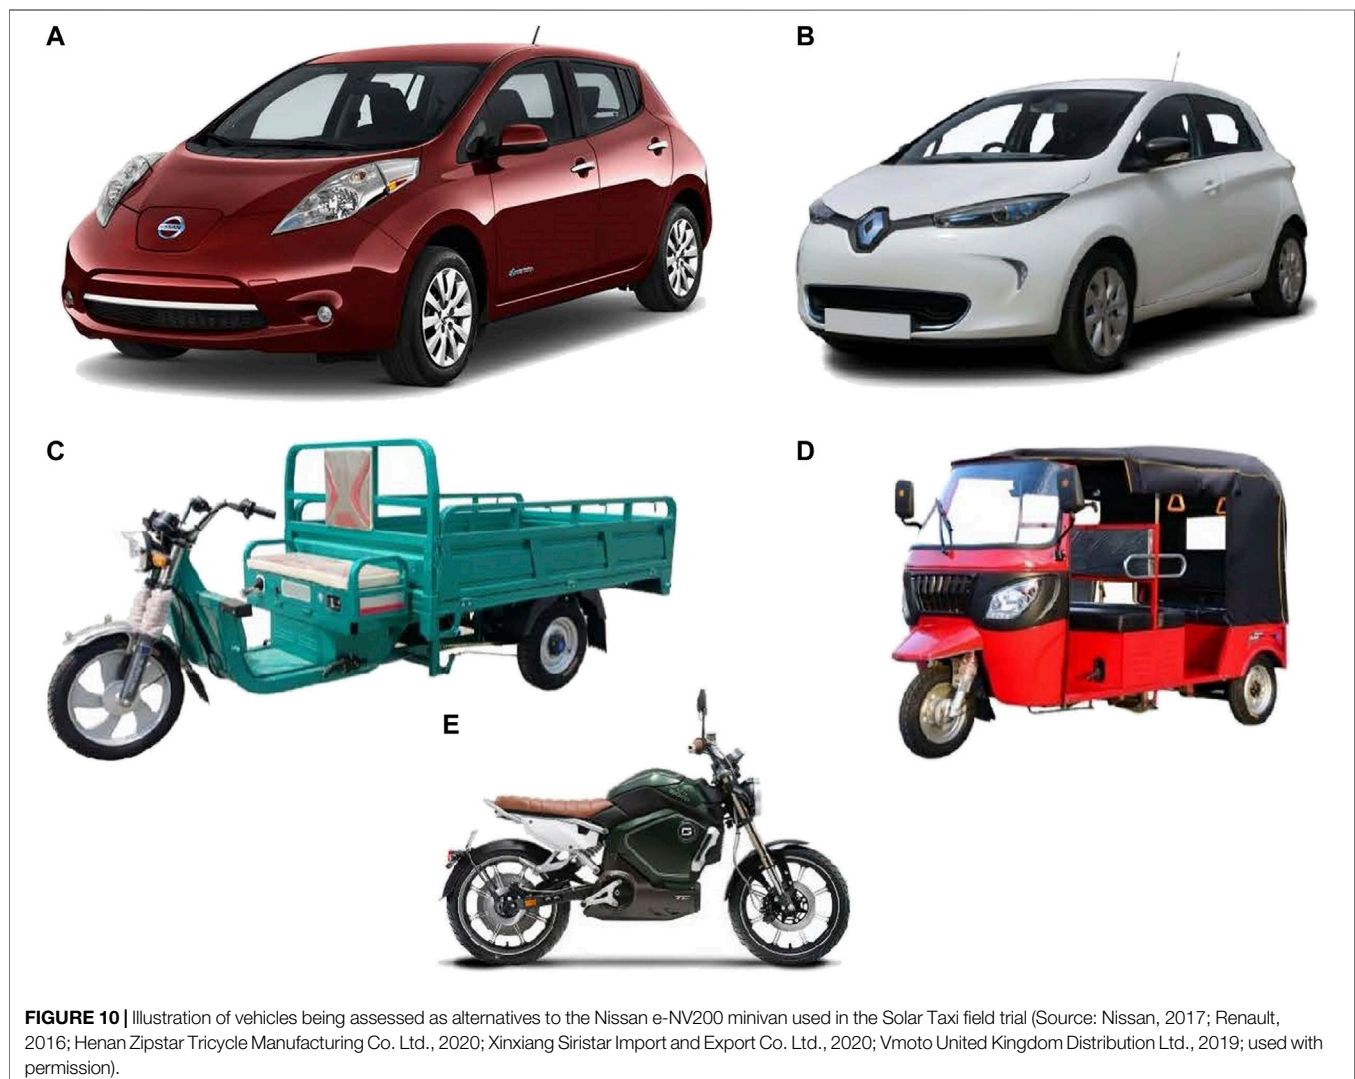 A
B
C
D
E
FIGURE 10 | Illustration of vehicles being assessed as alternatives to the Nissan e-NV200 minivan used in the Solar Taxi field trial (Source: Nissan, 2017; Renault,
2016; Henan Zipstar Tricycle Manufacturing Co. Ltd., 2020; Xinxiang Siristar Import and Export Co. Ltd., 2020; Vmoto United Kingdom Distribution Ltd., 2019; used with
permission).